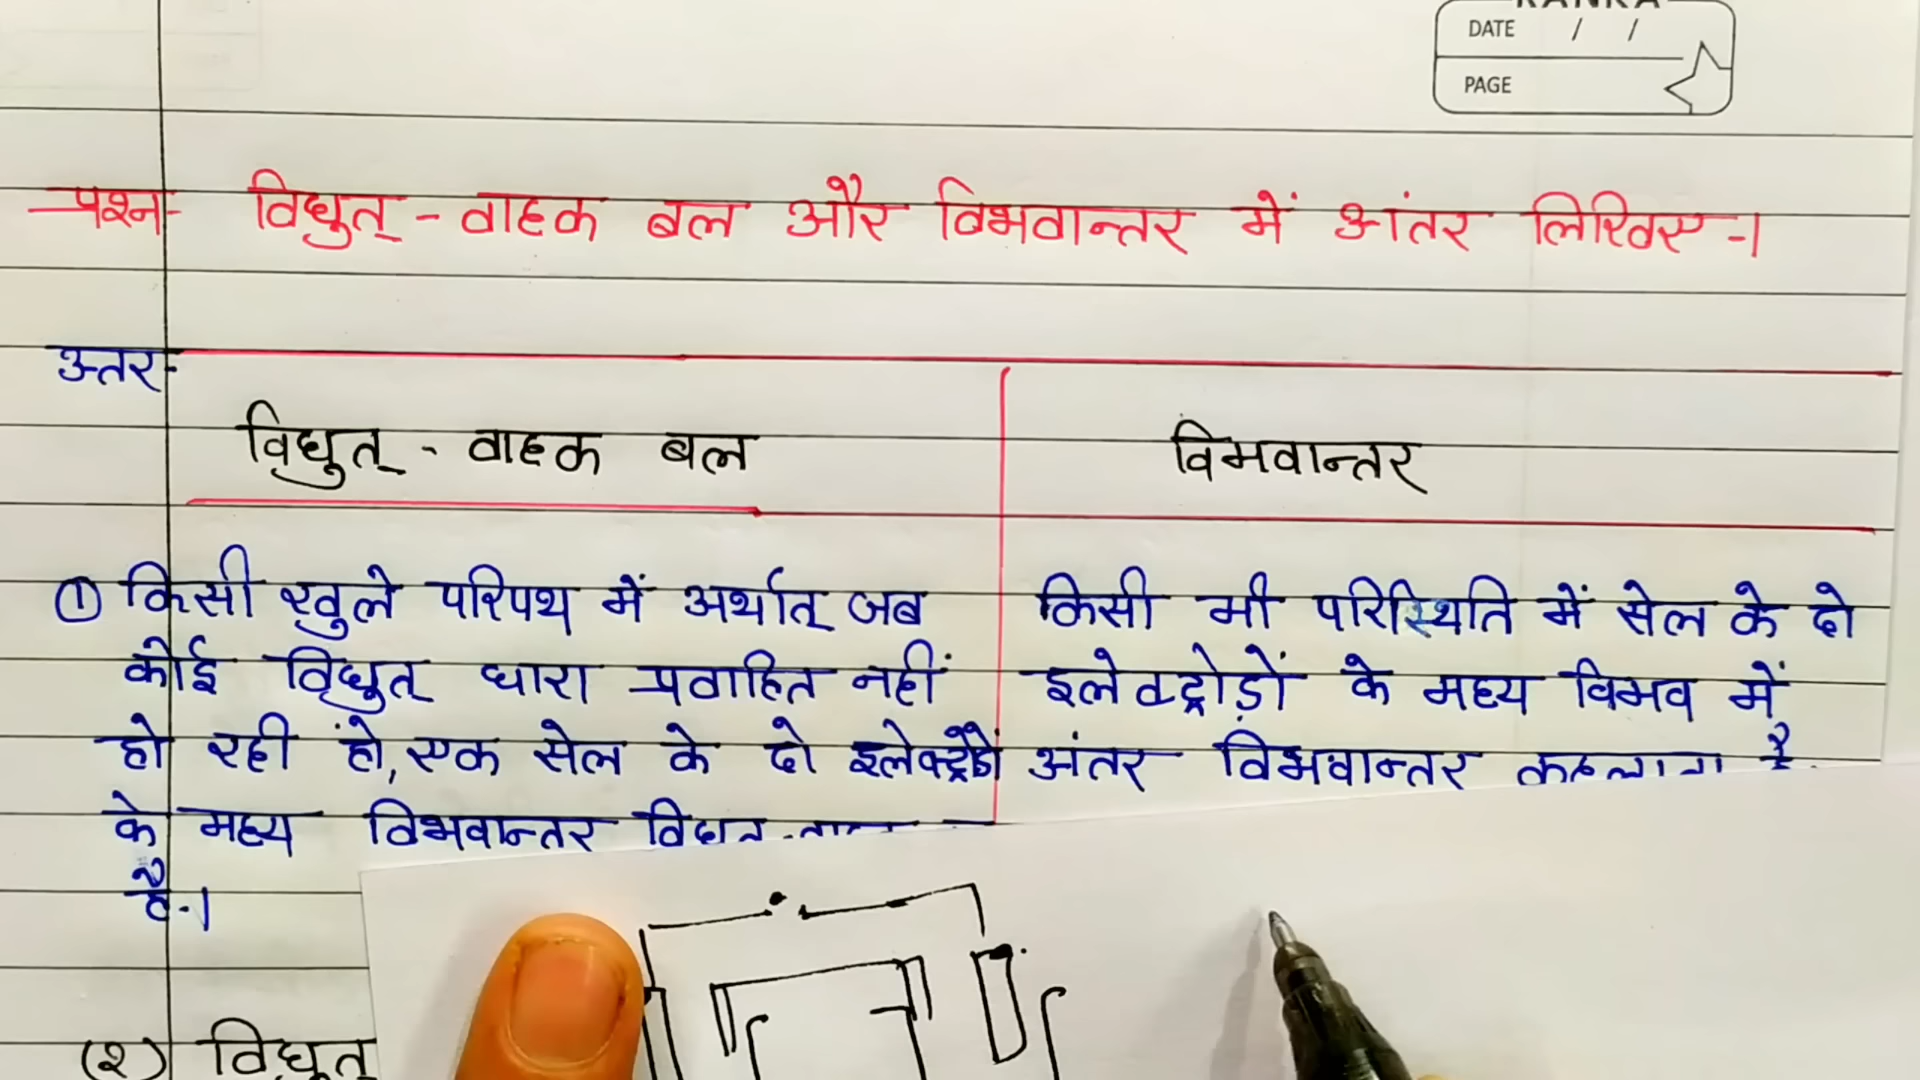 DATE / /
PAGE
प्रश्न- विद्युत् - वाहक बल और विभवान्तर में अंतर लिखिए -।
उत्तर-
विद्युत् - वाहक बल
विभवान्तर
① किसी खुले परिपथ में अर्थात् जब
कोई विद्युत् धारा प्रवाहित नहीं
हो रही हो, एक सेल के दो इलेक्ट्रोडों
के मध्य विभवान्तर
है -।
किसी भी परिस्थिति में सेल के दो
इलेक्ट्रोडों के मध्य विभव में
अंतर विभवान्तर कहलाता है
(२) विद्युत्